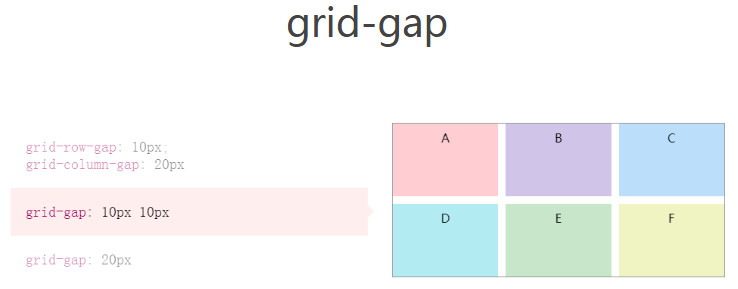 grid-gap
grid-row-gap: 10px;
grid-column-gap: 20px
grid-gap: 10px 10px
grid-gap: 20px
A B C
D E F